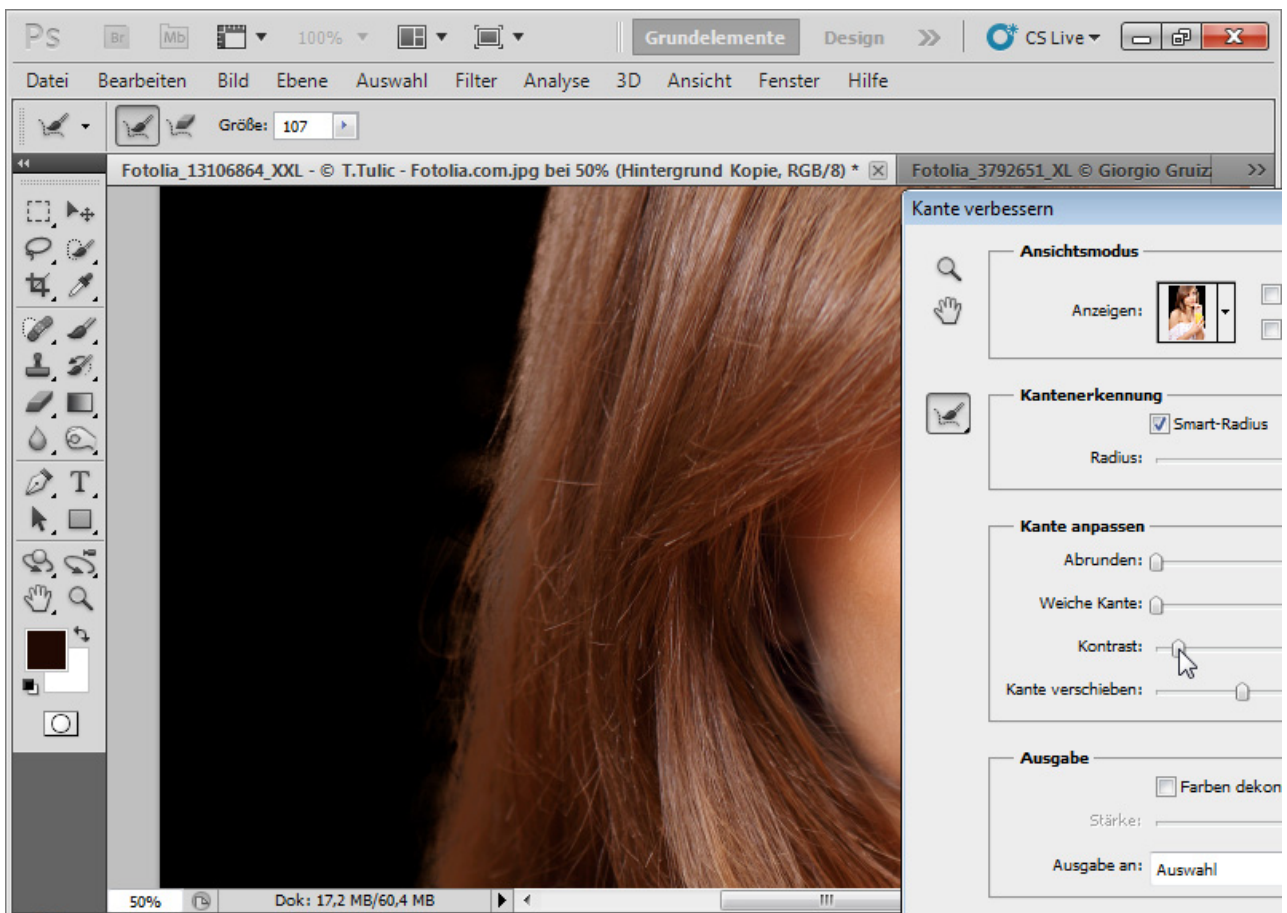 Ps Br Mb 100% Grundelemente Design >> CS Live
Datei Bearbeiten Bild Ebene Auswahl Filter Analyse 3D Ansicht Fenster Hilfe
Größe: 107
Fotolia_13106864_XXL - © T.Tulic - Fotolia.com.jpg bei 50% (Hintergrund Kopie, RGB/8) * Fotolia_3792651_XL © Giorgio Gruiz >>
Kante verbessern
Ansichtsmodus
Anzeigen:
Kantenerkennung
Smart-Radius
Radius:
T
Kante anpassen
Abrunden:
Weiche Kante:
Kontrast:
Kante verschieben:
Ausgabe
Farben dekon
Stärke:
Ausgabe an: Auswahl
50% Dok: 17,2 MB/60,4 MB